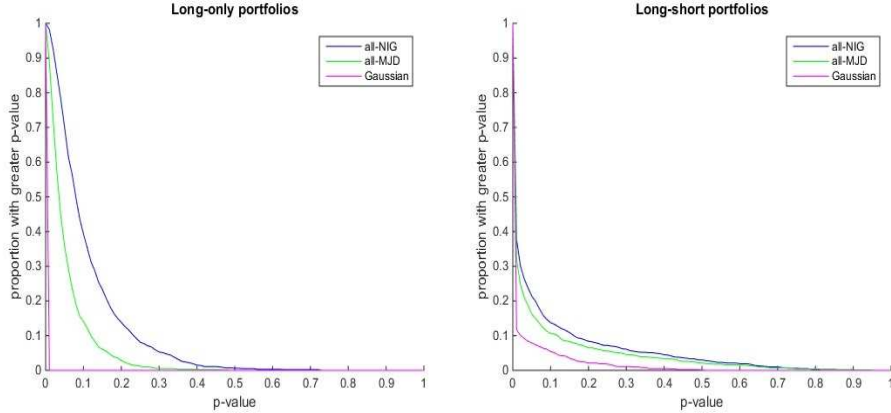 Long-only portfolios
all-NIG
all-MJD
Gaussian
proportion with greater p-value
1
0.9
0.8
0.7
0.6
0.5
0.4
0.3
0.2
0.1
0
0 0.1 0.2 0.3 0.4 0.5 0.6 0.7 0.8 0.9 1
p-value
Long-short portfolios
all-NIG
all-MJD
Gaussian
proportion with greater p-value
1
0.9
0.8
0.7
0.6
0.5
0.4
0.3
0.2
0.1
0
0 0.1 0.2 0.3 0.4 0.5 0.6 0.7 0.8 0.9 1
p-value